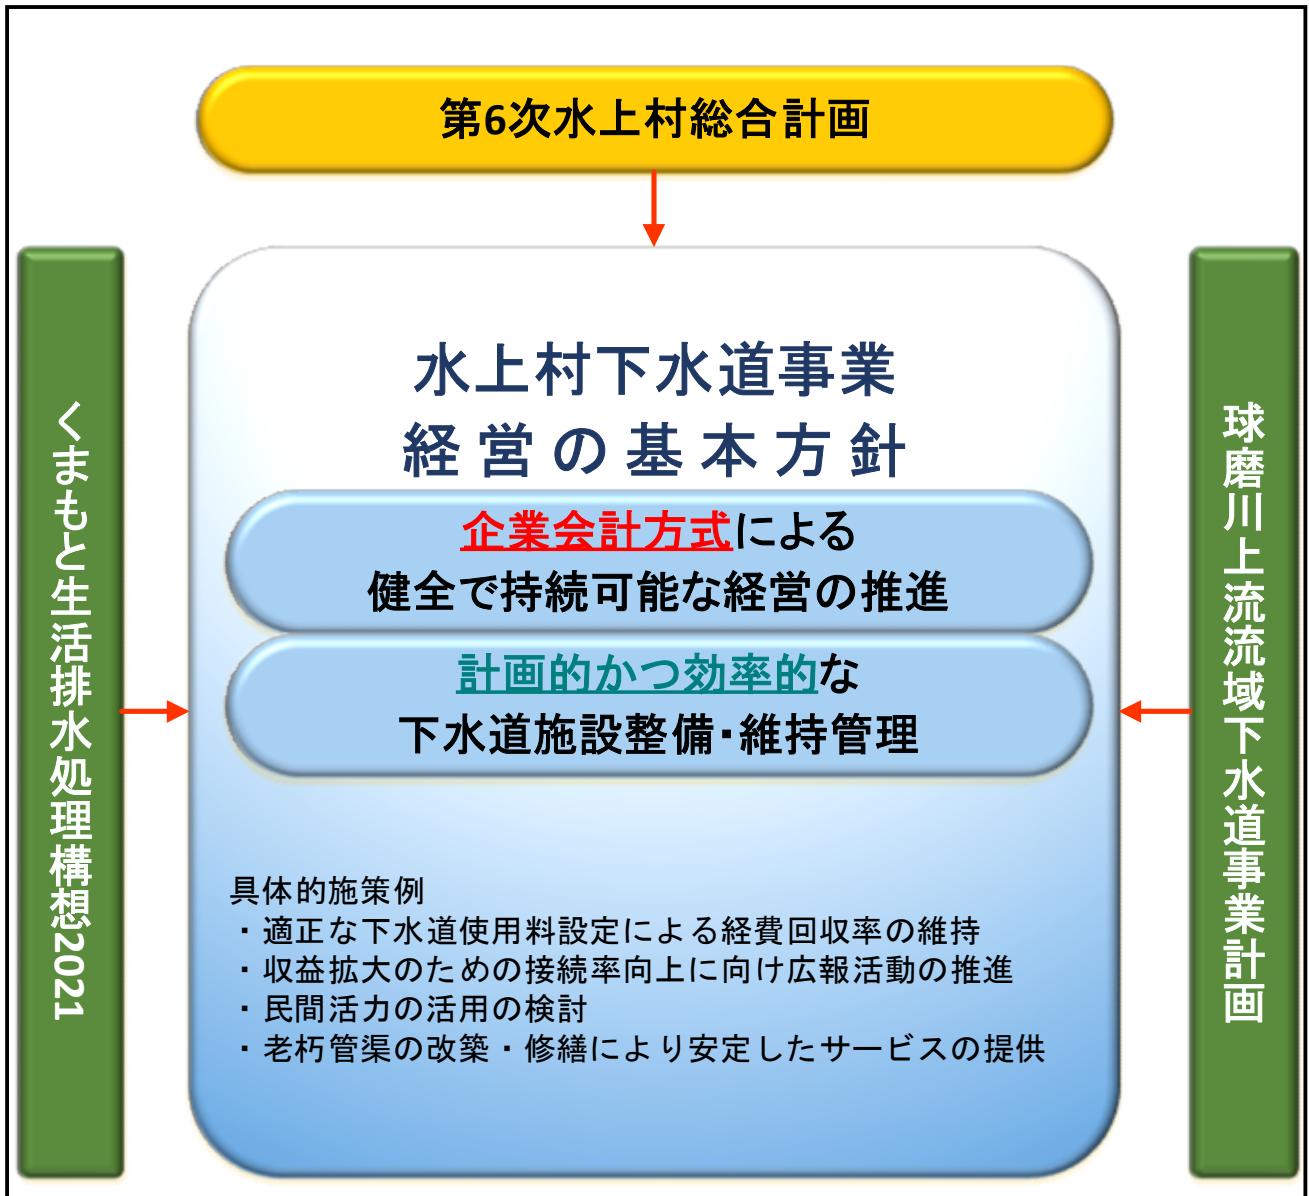 第6次水上村総合計画
くまもと生活排水処理構想2021
水上村下水道事業
経営の基本方針
企業会計方式による
健全で持続可能な経営の推進
計画的かつ効率的な
下水道施設整備・維持管理
具体的施策例
・適正な下水道使用料設定による経費回収率の維持
・収益拡大のための接続率向上に向け広報活動の推進
・民間活力の活用の検討
・老朽管渠の改築・修繕により安定したサービスの提供
球磨川上流流域下水道事業計画